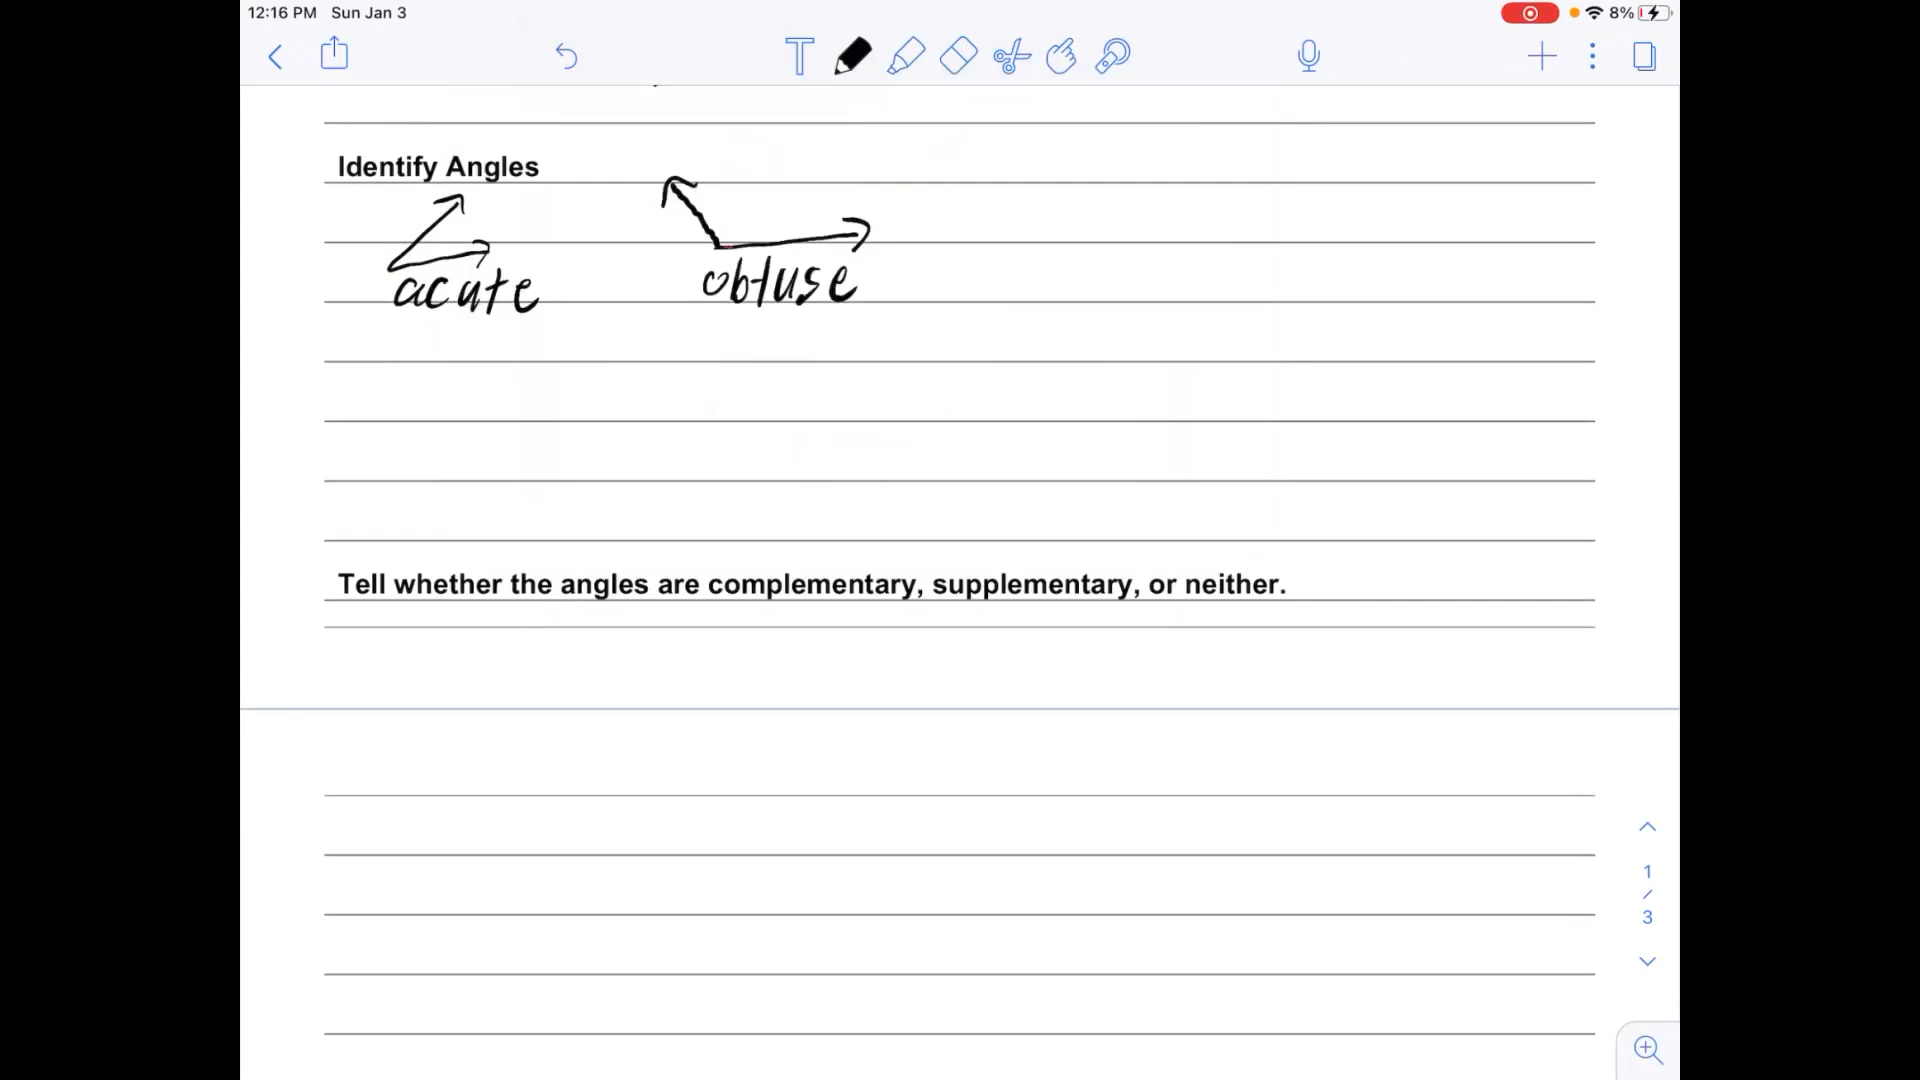 12:16 PM Sun Jan 3
8%
T
Identify Angles
acute
obtuse
Tell whether the angles are complementary, supplementary, or neither.
1
/
3